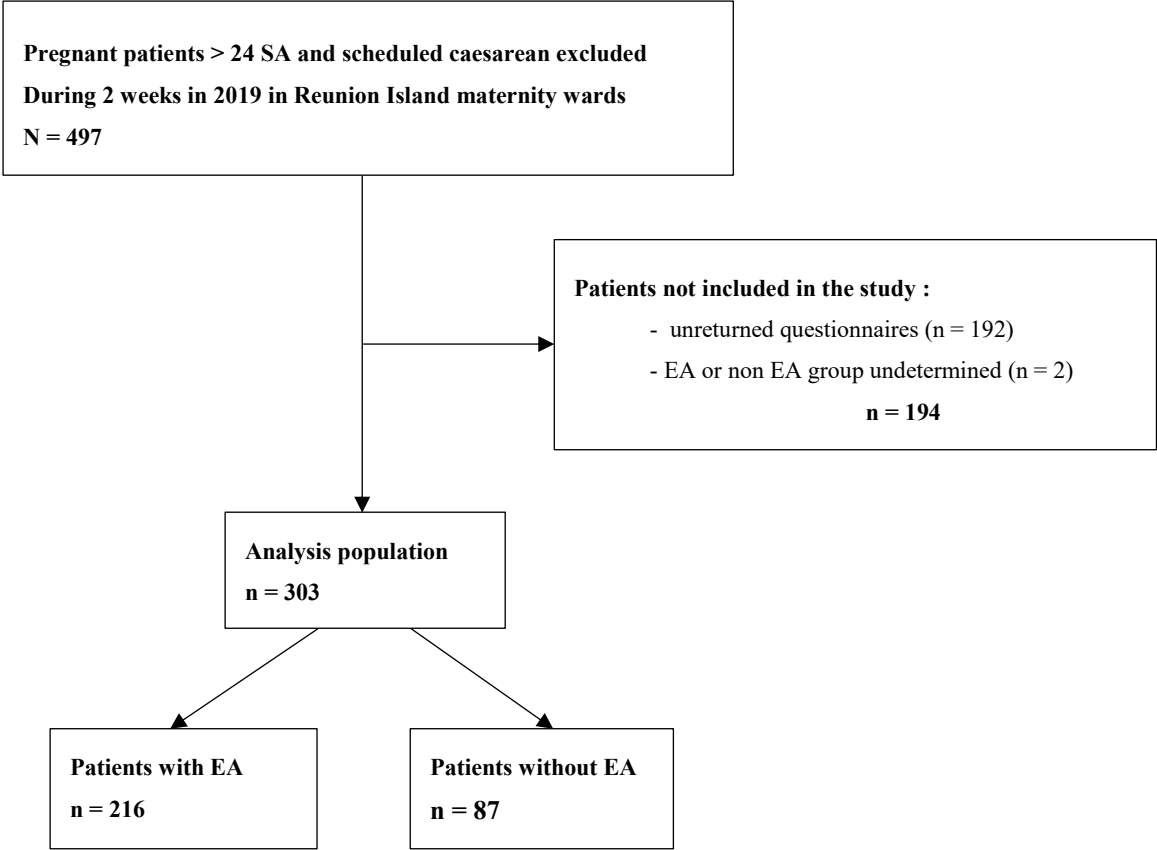 Pregnant patients > 24 SA and scheduled caesarean excluded
During 2 weeks in 2019 in Reunion Island maternity wards
N = 497
Patients not included in the study :
- unreturned questionnaires (n = 192)
- EA or non EA group undetermined (n = 2)
n = 194
Analysis population
n = 303
Patients with EA
n = 216
Patients without EA
n = 87